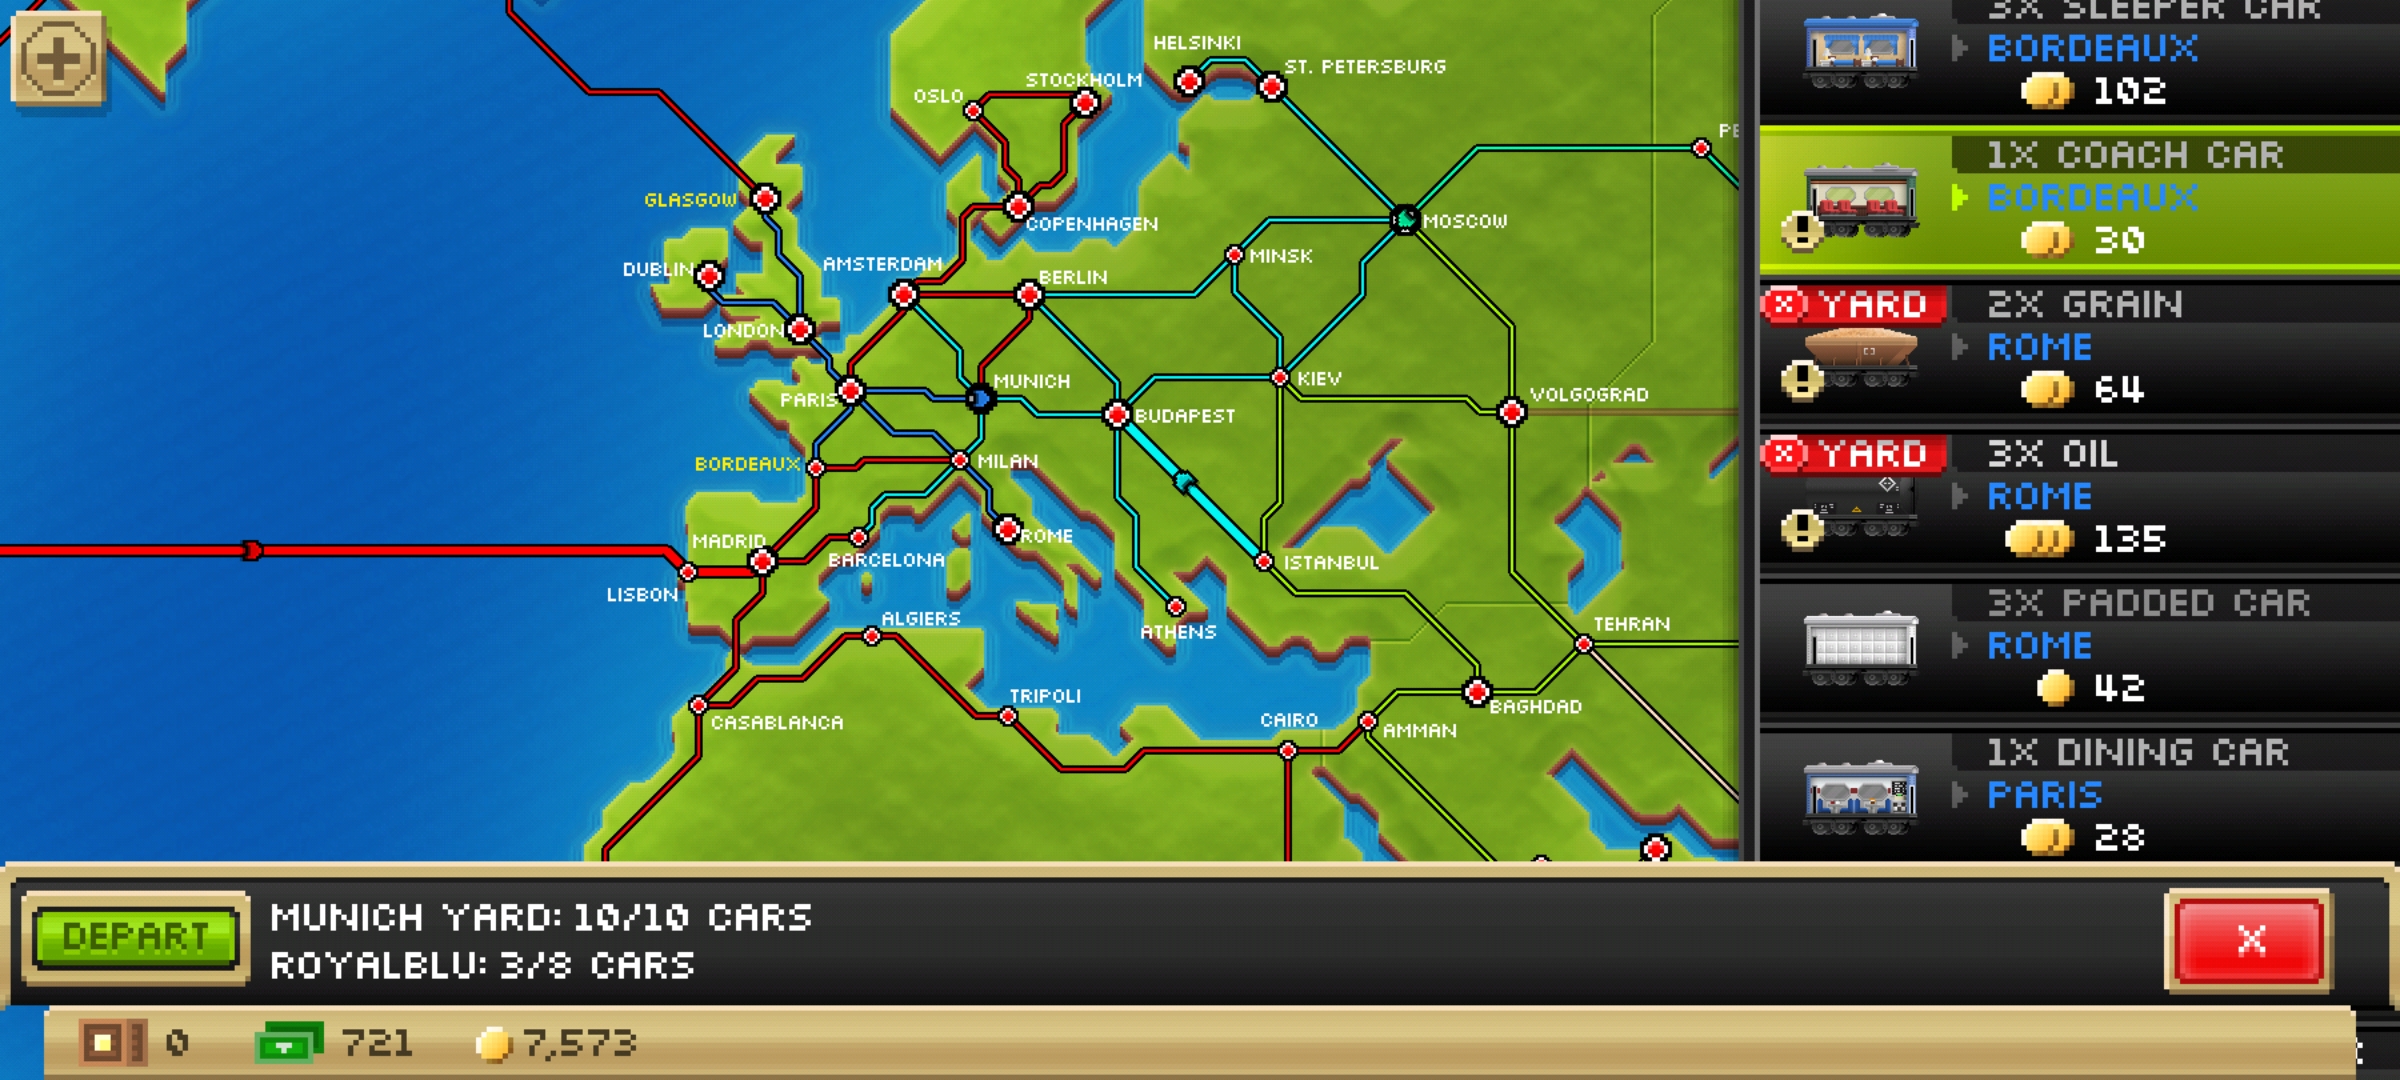 HELSINKI
ST. PETERSBURG
STOCKHOLM
OSLO
GLASGOW
COPENHAGEN
MOSCOW
MINSK
DUBLIN
AMSTERDAM
BERLIN
LONDON
MUNICH
KIEV
PARIS
BUDAPEST
VOLGOGRAD
BORDEAUX
MILAN
MADRID
ROME
BARCELONA
ISTANBUL
LISBON
ALGIERS
ATHENS
TEHRAN
TRIPOLI
CASABLANCA
CAIRO
BAGHDAD
AMMAN
3X SLEEPER CAR
BORDEAUX
102
1X COACH CAR
BORDEAUX
30
YARD 2X GRAIN
ROME
64
YARD 3X OIL
ROME
135
3X PADDED CAR
ROME
42
1X DINING CAR
PARIS
28
DEPART
MUNICH YARD: 10/10 CARS
ROYALBLU: 3/8 CARS
X
0 721 7,573